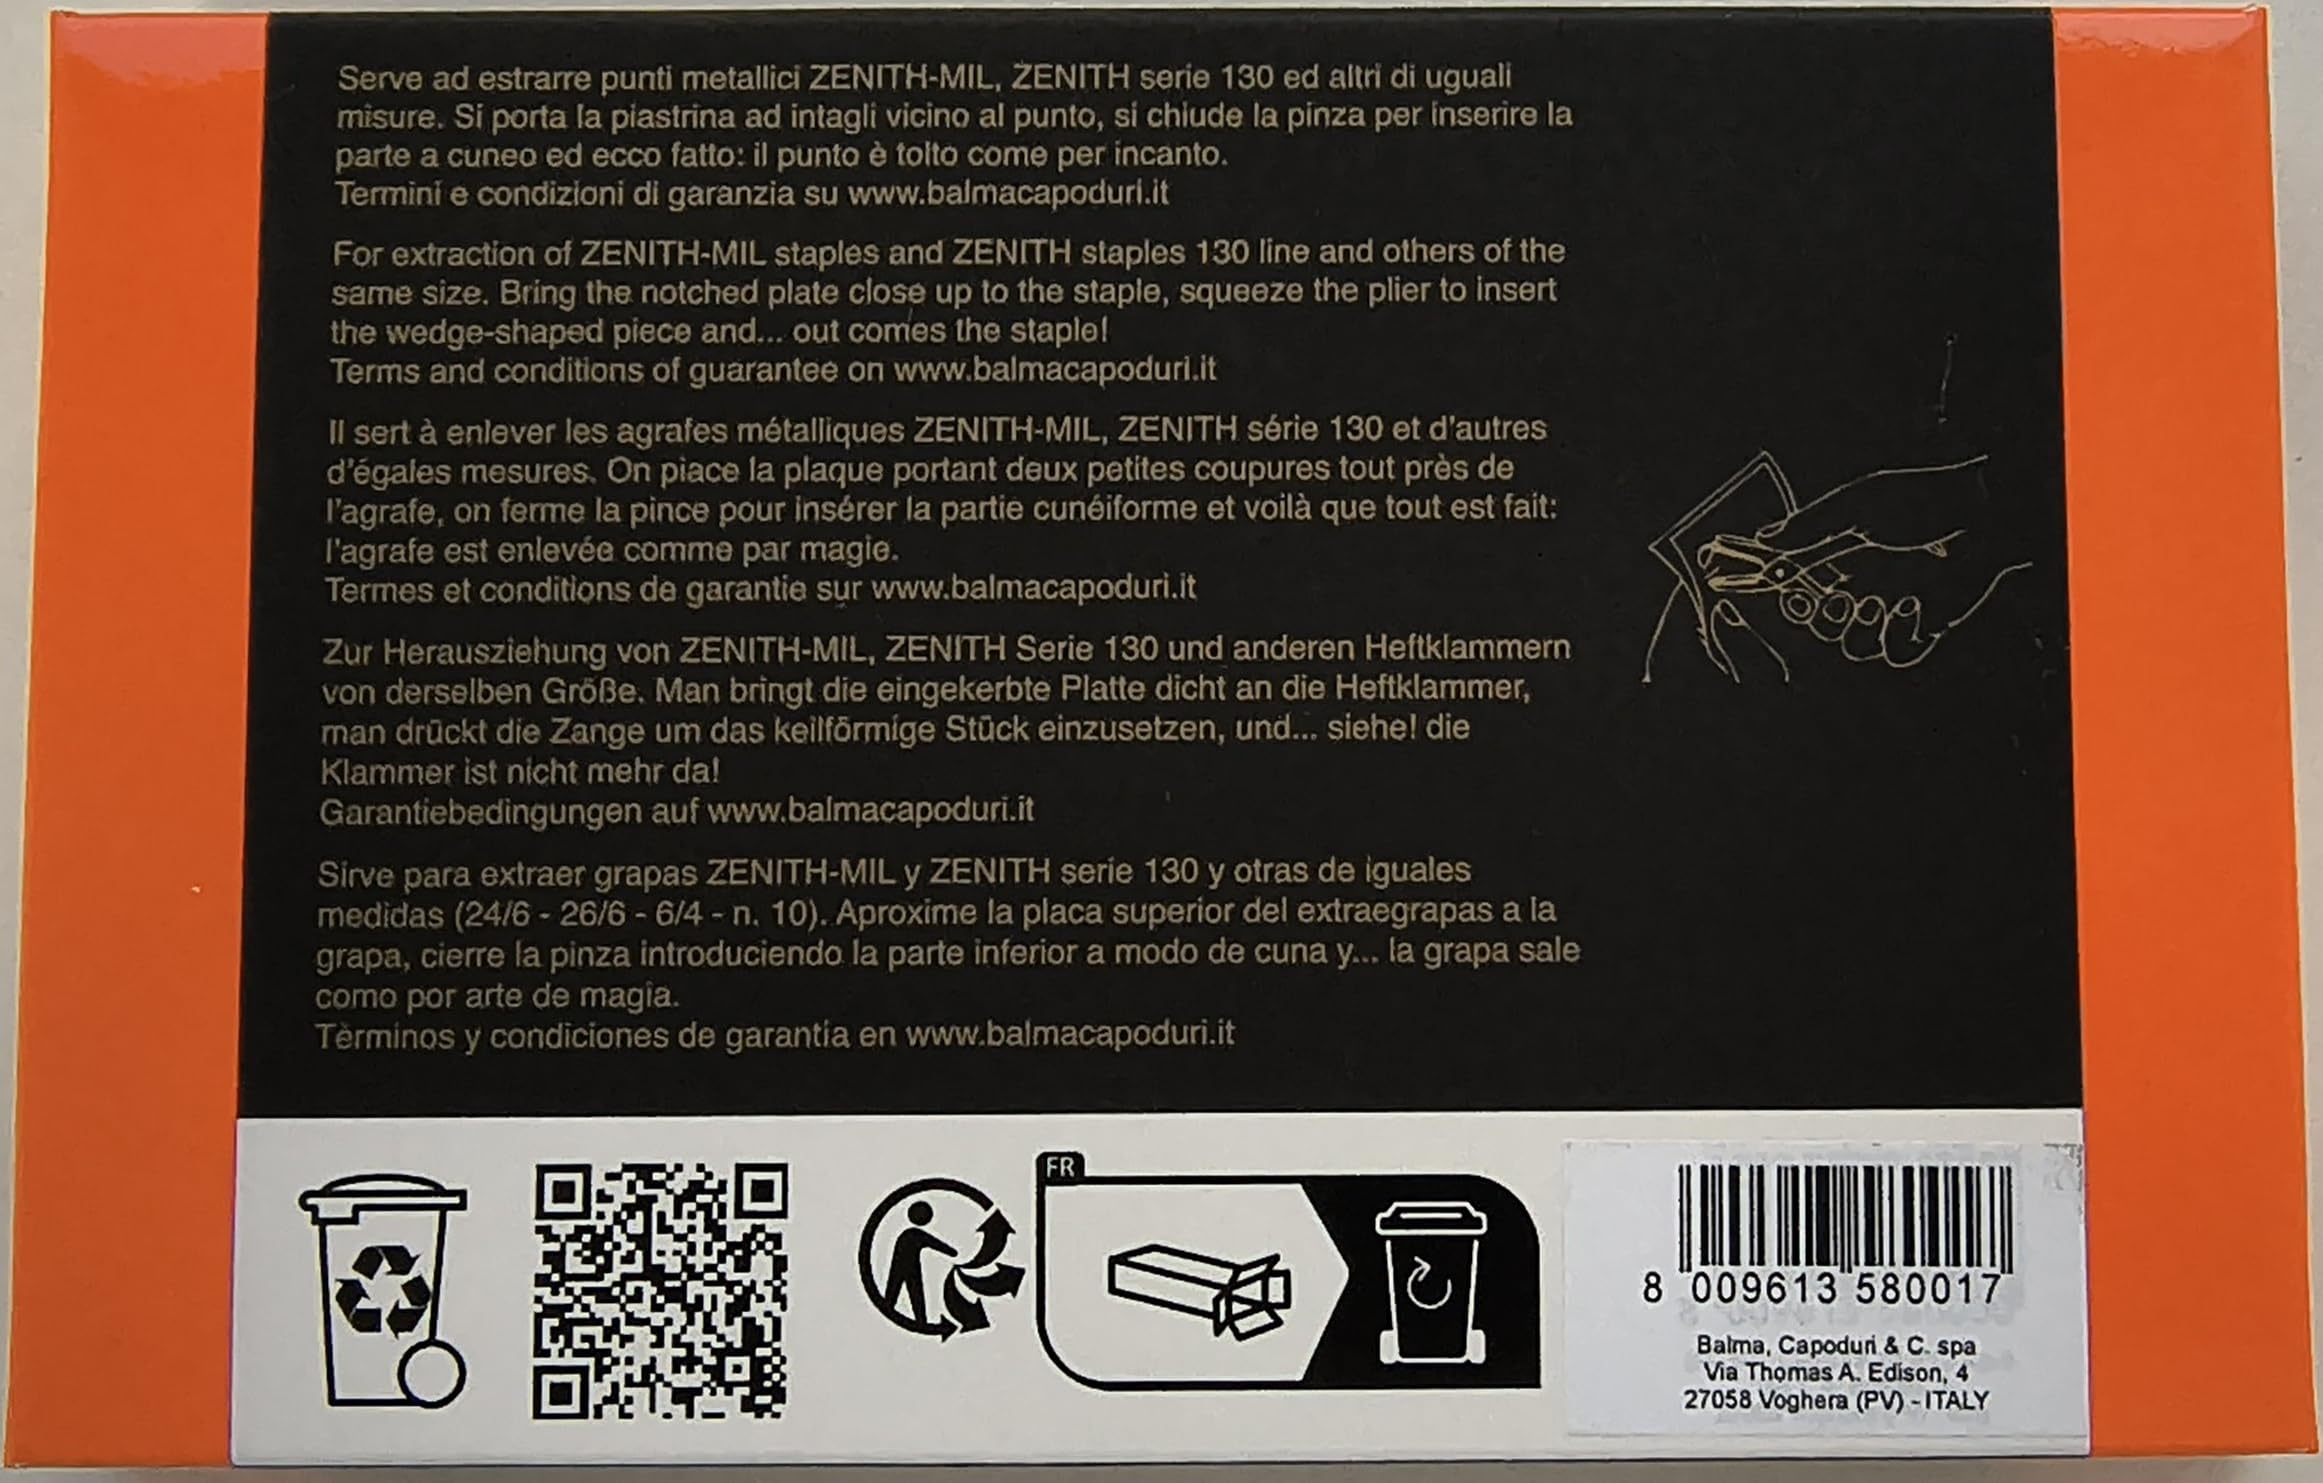 Serve ad estrarre punti metallici ZENITH-MIL, ZENITH serie 130 ed altri di uguali
misure. Si porta la piastrina ad intagli vicino al punto, si chiude la pinza per inserire la
parte a cuneo ed ecco fatto: il punto è tolto come per incanto.
Termini e condizioni di garanzia su www.balmacapoduri.it
For extraction of ZENITH-MIL staples and ZENITH staples 130 line and others of the
same size. Bring the notched plate close up to the staple, squeeze the plier to insert
the wedge-shaped piece and... out comes the staple!
Terms and conditions of guarantee on www.balmacapoduri.it
Il sert à enlever les agrafes métalliques ZENITH-MIL, ZENITH série 130 et d'autres
d'égales mesures. On piace la plaque portant deux petites coupures tout près de
l'agrafe, on ferme la pince pour insérer la partie cunéiforme et voilà que tout est fait:
l'agrafe est enlevée comme par magie.
Termes et conditions de garantie sur www.balmacapoduri.it
Zur Herausziehung von ZENITH-MIL, ZENITH Serie 130 und anderen Heftklammern
von derselben Größe. Man bringt die eingekerbte Platte dicht an die Heftklammer,
man drückt die Zange um das keilförmige Stück einzusetzen, und... siehe! die
Klammer ist nicht mehr da!
Garantiebedingungen auf www.balmacapoduri.it
Sirve para extraer grapas ZENITH-MIL y ZENITH serie 130 y otras de iguales
medidas (24/6 - 26/6 - 6/4 - n. 10). Aproxime la placa superior del extraegrapas a la
grapa, cierre la pinza introduciendo la parte inferior a modo de cuna y... la grapa sale
como por arte de magia.
Tèrminos y condiciones de garantía en www.balmacapoduri.it
FR
8 009613 580017
Balma, Capoduri & C. spa
Via Thomas A. Edison, 4
27058 Voghera (PV) - ITALY